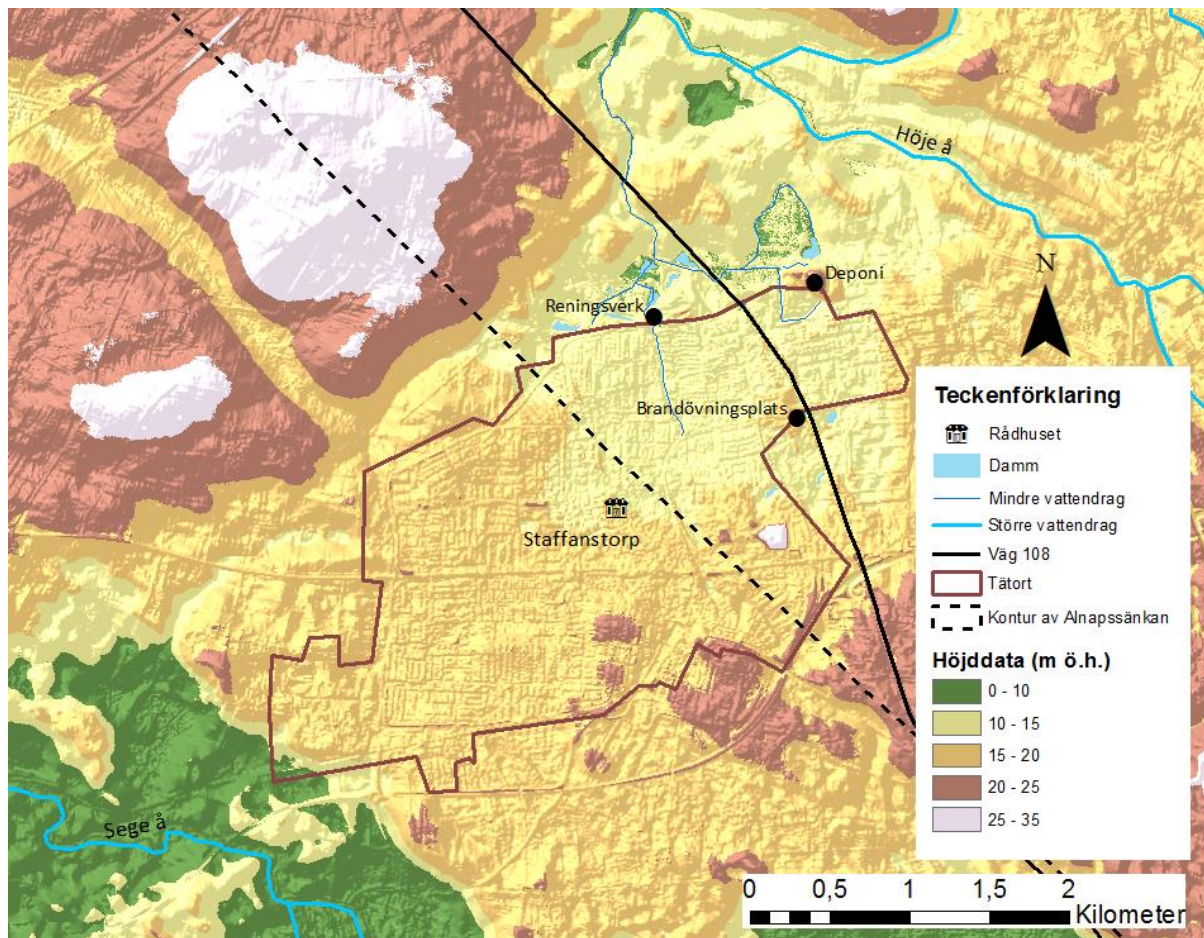 Höje å
N
Deponi
Reningsverk
Brandövningsplats
Staffanstorp
Sege å
Teckenförklaring
Rådhuset
Damm
Mindre vattendrag
Större vattendrag
Väg 108
Tätort
Kontur av Alnapssänkan
Höjddata (m ö.h.)
0 - 10
10 - 15
15 - 20
20 - 25
25 - 35
0 0,5 1 1,5 2
Kilometer